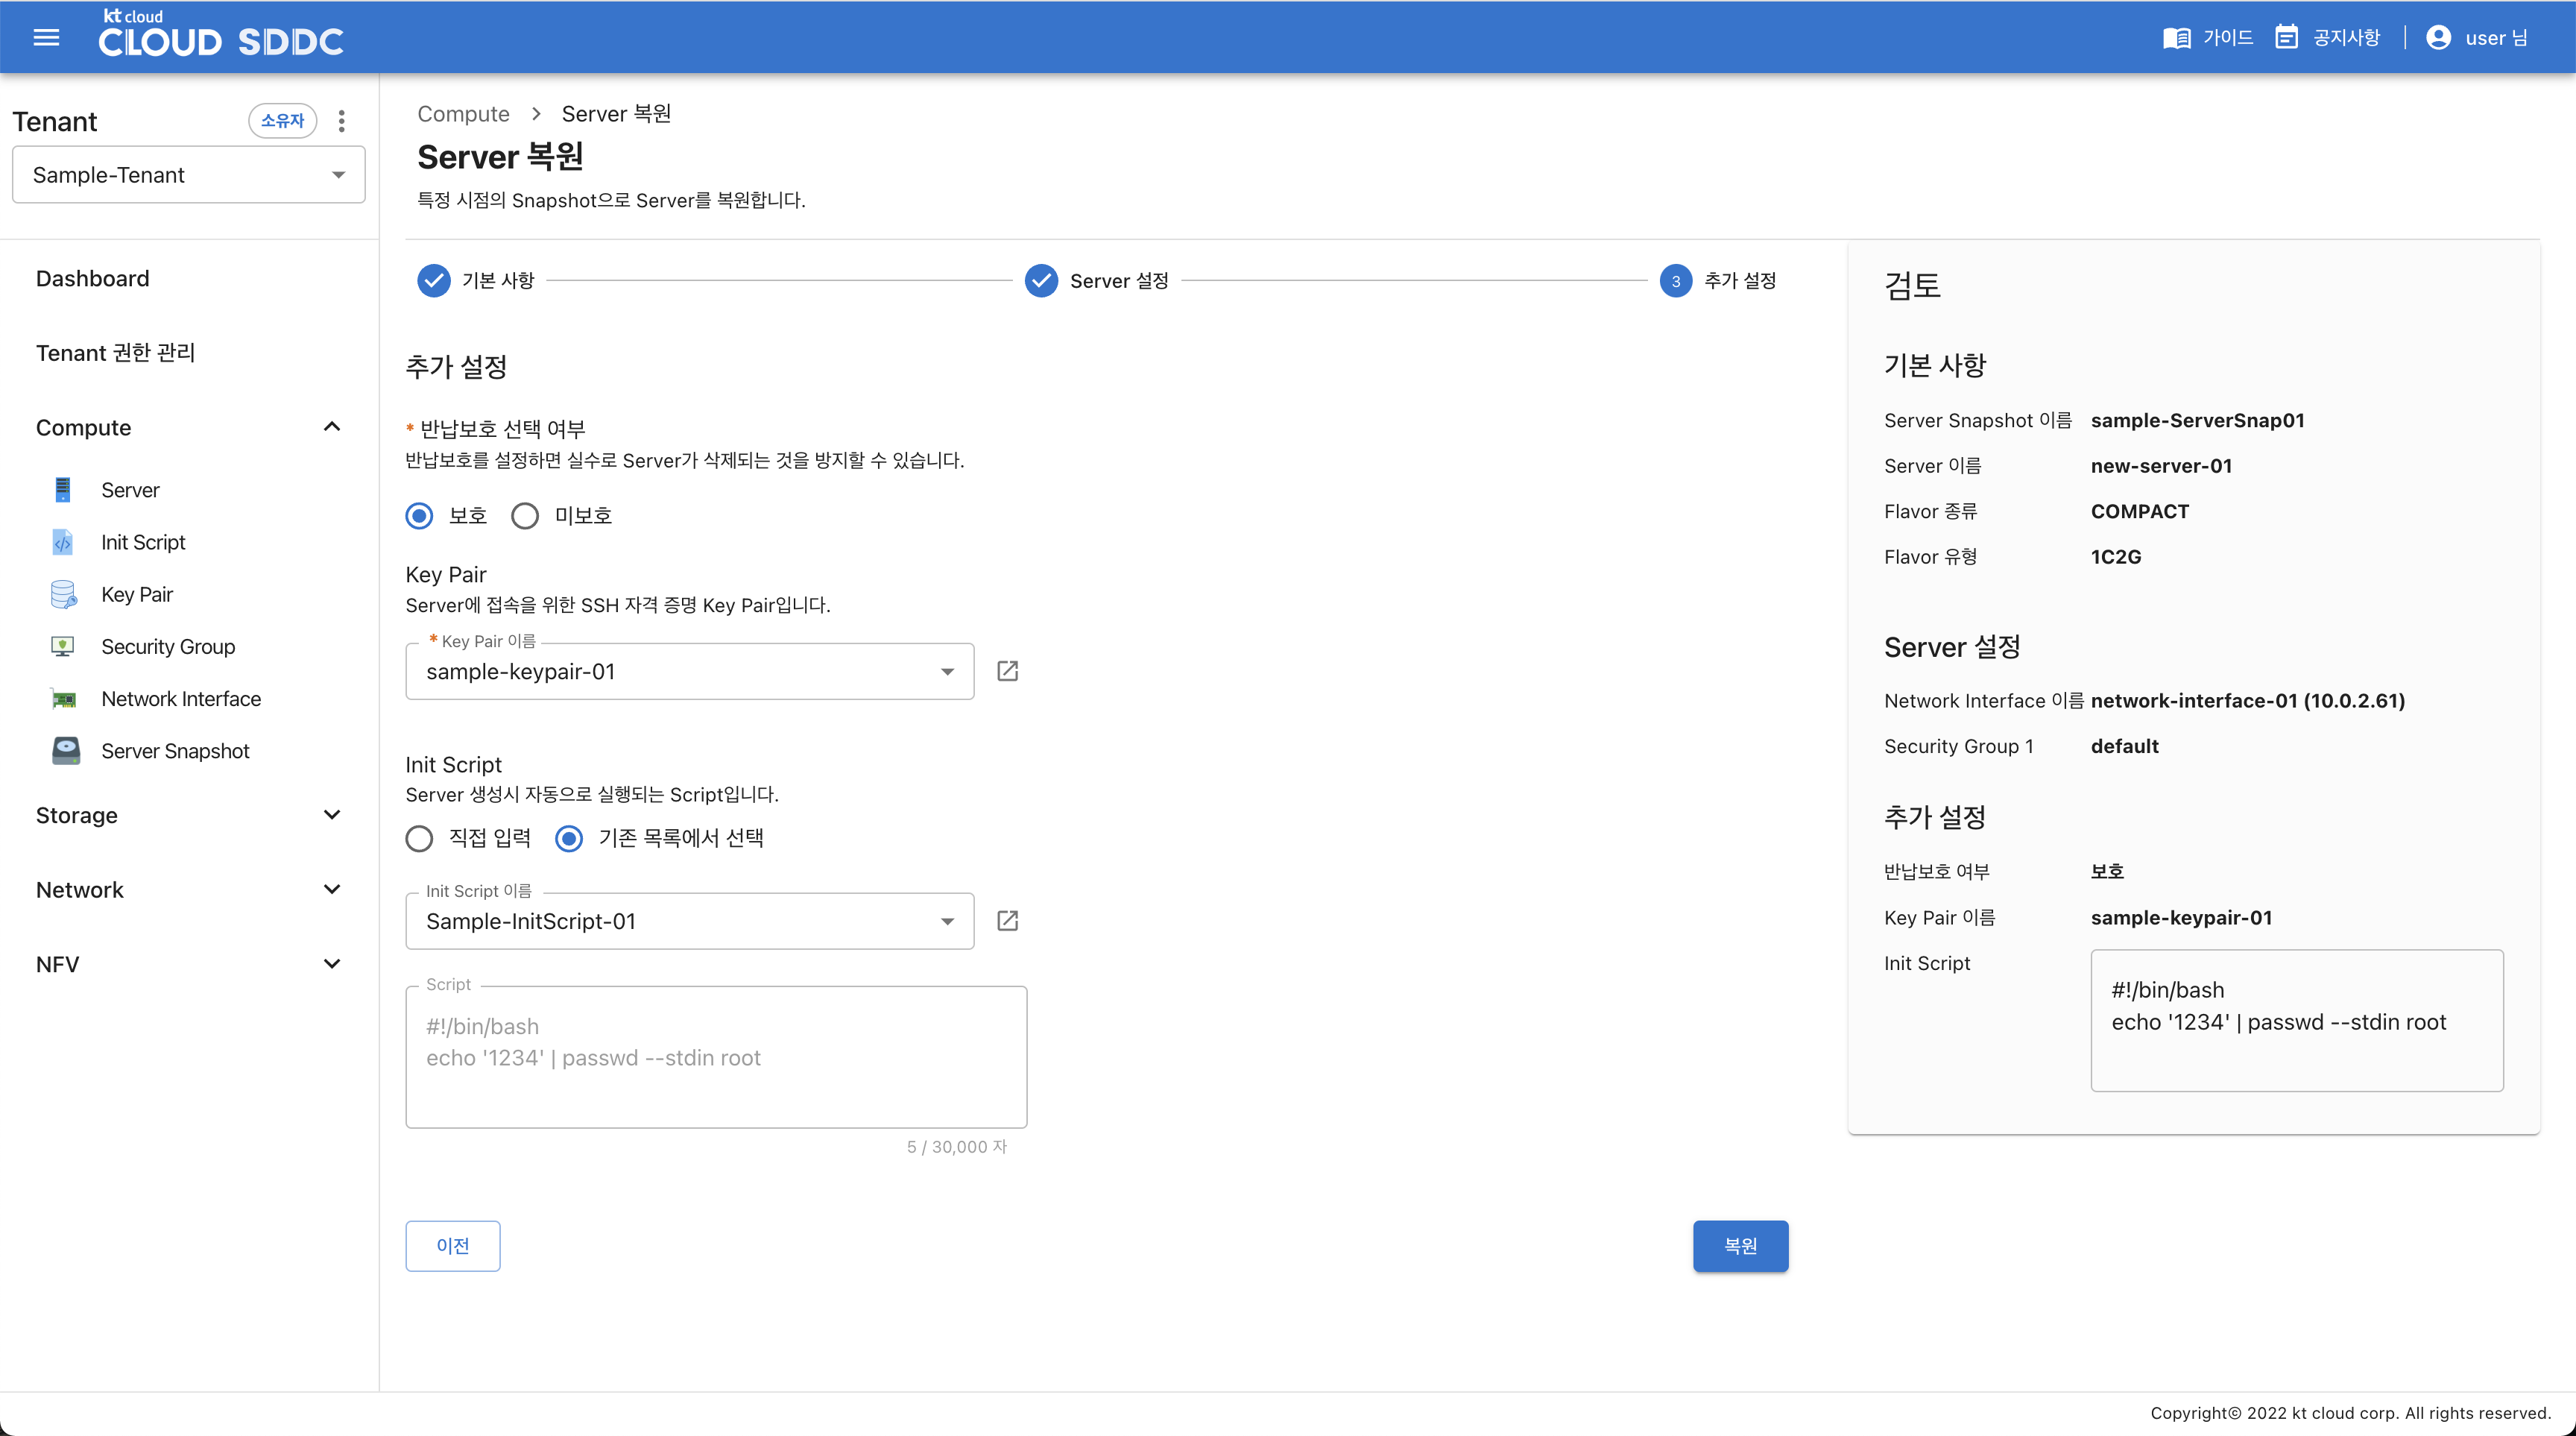 kt cloud
CLOUD SDDC
가이드
공지사항
user 님
Tenant
소유자
Sample-Tenant
Dashboard
Tenant 권한 관리
Compute
Server
Init Script
Key Pair
Security Group
Network Interface
Server Snapshot
Storage
Network
NFV
Compute > Server 복원
Server 복원
특정 시점의 Snapshot으로 Server를 복원합니다.
기본 사항
Server 설정
3 추가 설정
추가 설정
* 반납보호 선택 여부
반납보호를 설정하면 실수로 Server가 삭제되는 것을 방지할 수 있습니다.
보호 미보호
Key Pair
Server에 접속을 위한 SSH 자격 증명 Key Pair입니다.
* Key Pair 이름
sample-keypair-01
Init Script
Server 생성시 자동으로 실행되는 Script입니다.
직접 입력 기존 목록에서 선택
Init Script 이름
Sample-InitScript-01
Script
#!/bin/bash
echo '1234' | passwd --stdin root
5 / 30,000 자
이전
복원
검토
기본 사항
Server Snapshot 이름 sample-ServerSnap01
Server 이름 new-server-01
Flavor 종류 COMPACT
Flavor 유형 1C2G
Server 설정
Network Interface 이름 network-interface-01 (10.0.2.61)
Security Group 1 default
추가 설정
반납보호 여부 보호
Key Pair 이름 sample-keypair-01
Init Script
#!/bin/bash
echo '1234' | passwd --stdin root
Copyright© 2022 kt cloud corp. All rights reserved.